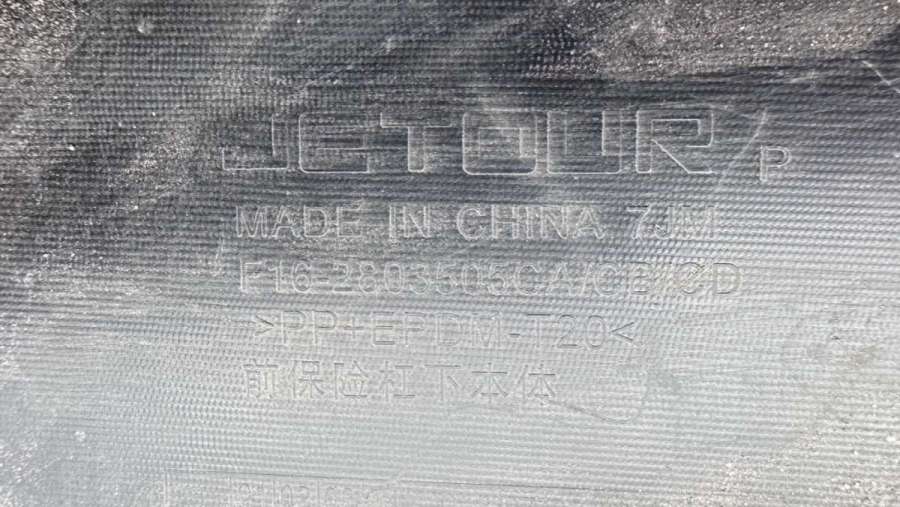 JETOUR P
MADE IN CHINA 7JM
F16-2803505CA/CB/CD
>PP+EPDM-T20<
前保险杠下本体